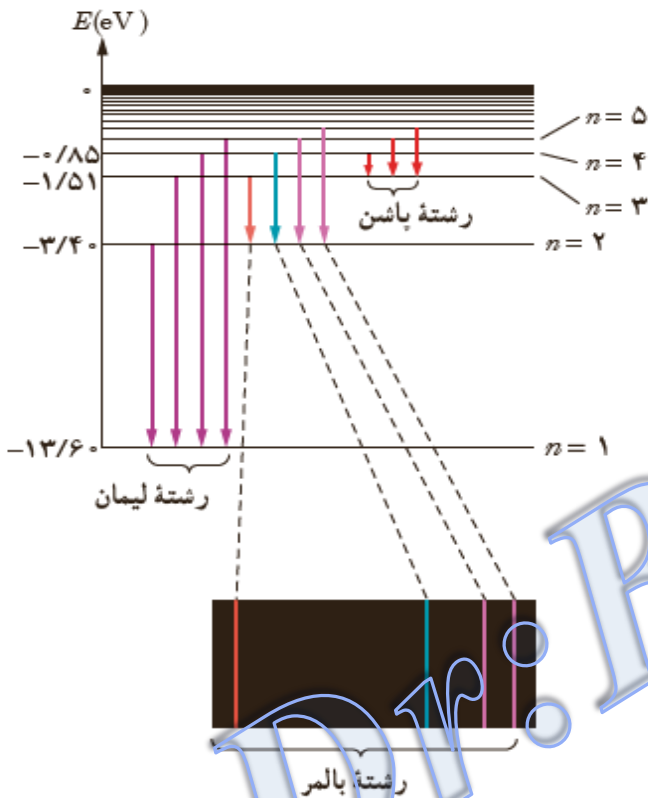 E(eV)
۰
n = ۵
−۰/۸۵
n = ۴
−۱/۵۱
n = ۳
رشتهٔ پاشن
−۳/۴۰
n = ۲
−۱۳/۶۰
n = ۱
رشتهٔ لیمان
رشتهٔ بالمر
Dr:P